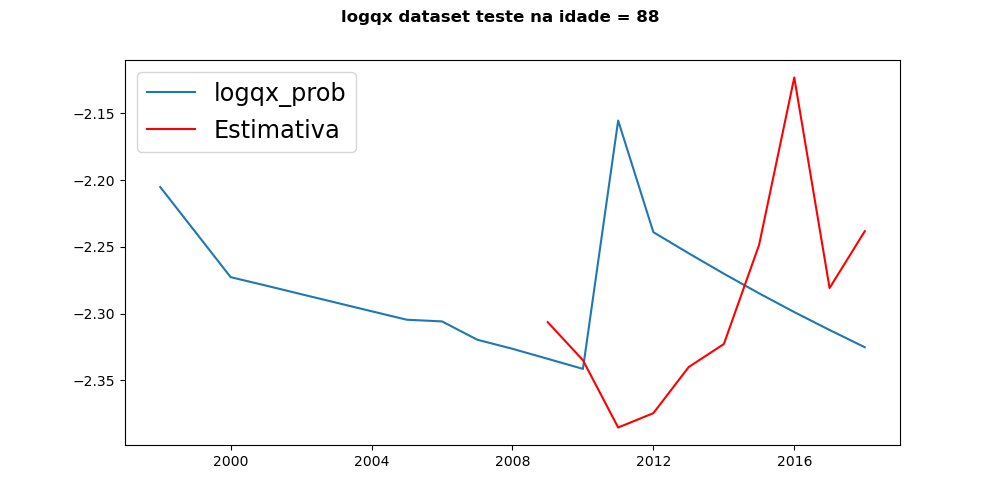 logqx dataset teste na idade = 88
logqx_prob
Estimativa
−2.15
−2.20
−2.25
−2.30
−2.35
2000 2004 2008 2012 2016